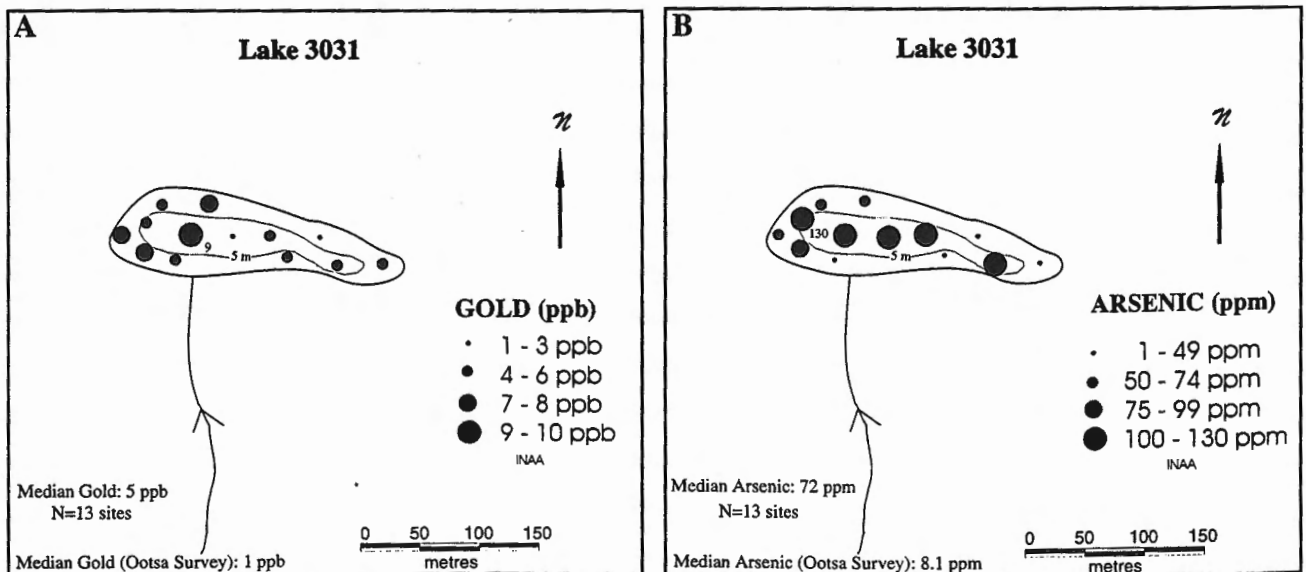 A
Lake 3031
N
9
5 m
GOLD (ppb)
1 - 3 ppb
4 - 6 ppb
7 - 8 ppb
9 - 10 ppb
INAA
Median Gold: 5 ppb
N=13 sites
Median Gold (Ootsa Survey): 1 ppb
0 50 100 150
metres
B
Lake 3031
N
130
5 m
ARSENIC (ppm)
1 - 49 ppm
50 - 74 ppm
75 - 99 ppm
100 - 130 ppm
INAA
Median Arsenic: 72 ppm
N=13 sites
Median Arsenic (Ootsa Survey): 8.1 ppm
0 50 100 150
metres